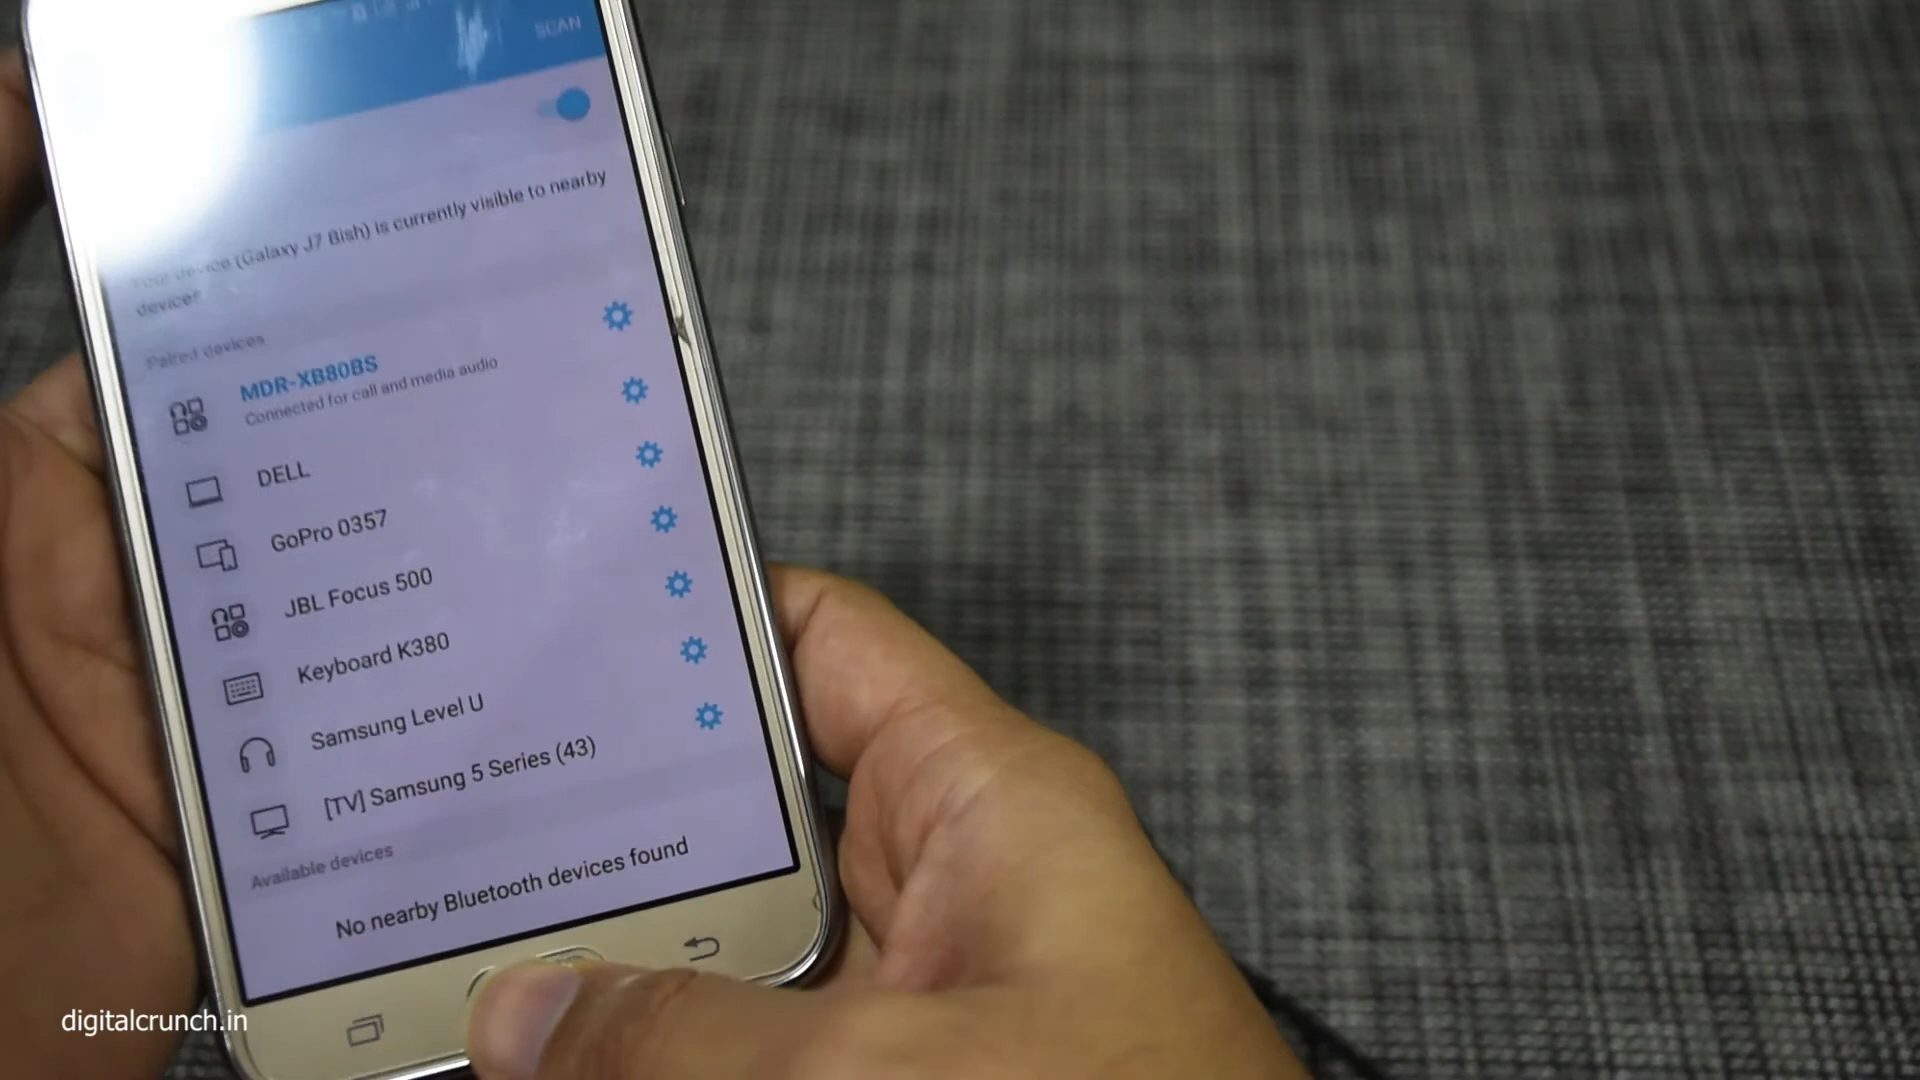 SCAN
Your device (Galaxy J7 Bish) is currently visible to nearby
devices
Paired devices
MDR-XB80BS
Connected for call and media audio
DELL
GoPro 0357
JBL Focus 500
Keyboard K380
Samsung Level U
[TV] Samsung 5 Series (43)
Available devices
No nearby Bluetooth devices found
digitalcrunch.in